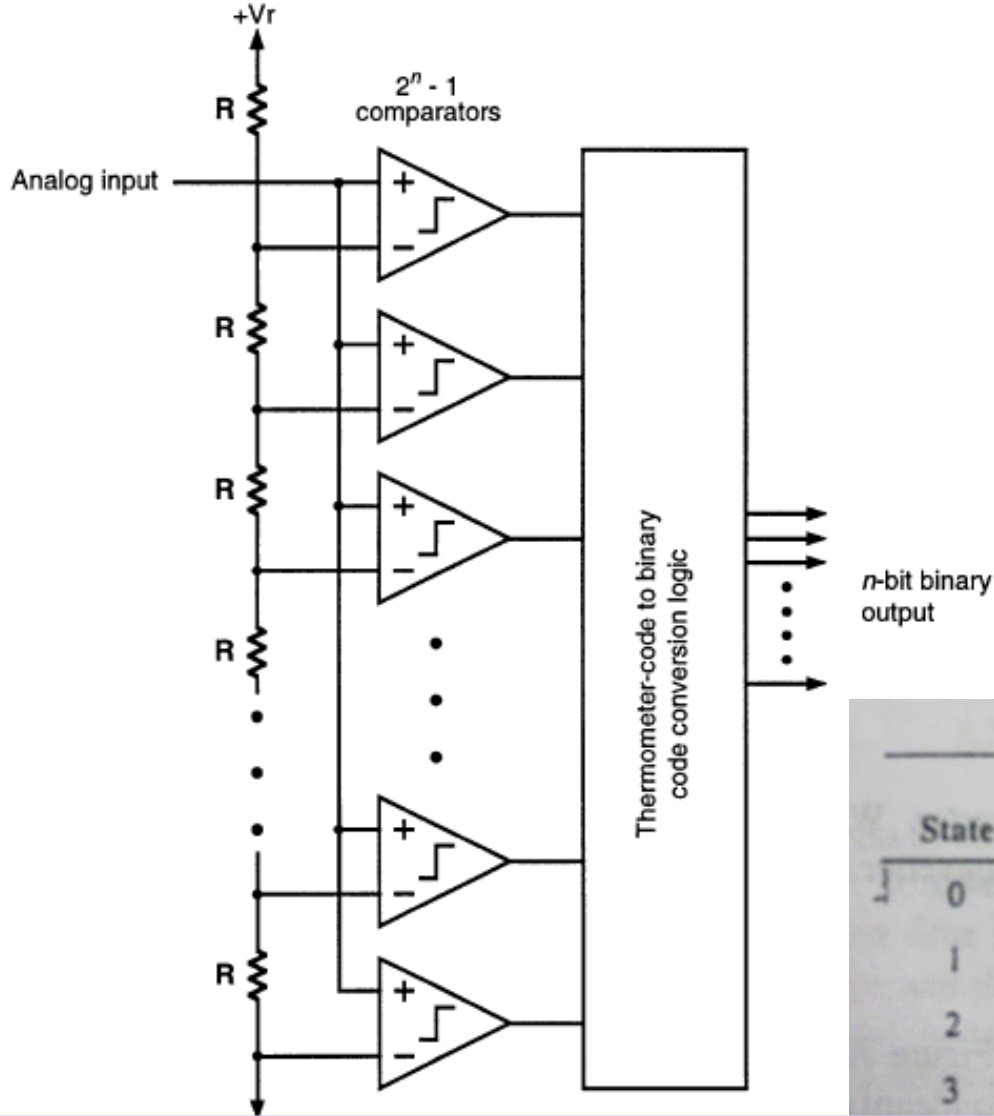 +Vr
R
2ⁿ - 1
comparators
Analog input
+
−
R
+
−
R
+
−
Thermometer-code to binary
code conversion logic
n-bit binary
output
R
+
−
R
+
−
State
0
1
2
3